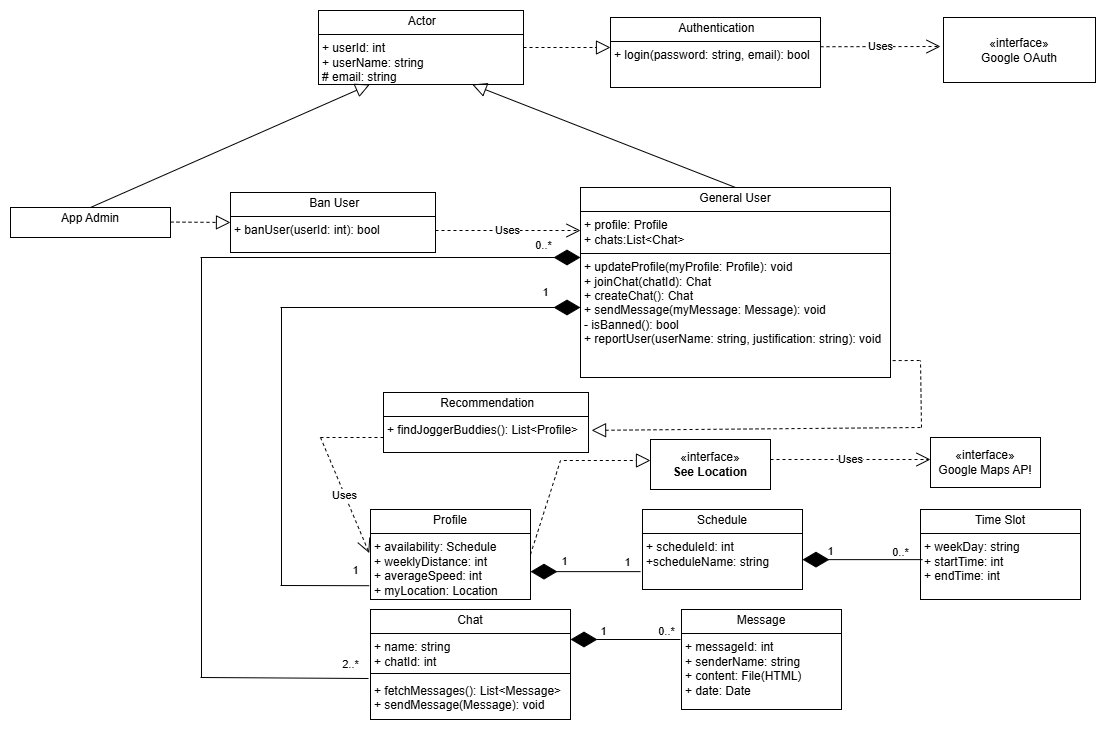 Actor
+ userId: int
+ userName: string
# email: string
Authentication
+ login(password: string, email): bool
Uses
«interface»
Google OAuth
App Admin
Ban User
+ banUser(userId: int): bool
Uses
General User
+ profile: Profile
+ chats:List<Chat>
+ updateProfile(myProfile: Profile): void
+ joinChat(chatId): Chat
+ createChat(): Chat
+ sendMessage(myMessage: Message): void
- isBanned(): bool
+ reportUser(userName: string, justification: string): void
0..*
1
Recommendation
+ findJoggerBuddies(): List<Profile>
Uses
«interface»
See Location
Uses
«interface»
Google Maps AP!
Profile
+ availability: Schedule
+ weeklyDistance: int
+ averageSpeed: int
+ myLocation: Location
1
1
1
Schedule
+ scheduleId: int
+scheduleName: string
1
0..*
Time Slot
+ weekDay: string
+ startTime: int
+ endTime: int
Chat
+ name: string
+ chatId: int
+ fetchMessages(): List<Message>
+ sendMessage(Message): void
2..*
1
0..*
Message
+ messageId: int
+ senderName: string
+ content: File(HTML)
+ date: Date